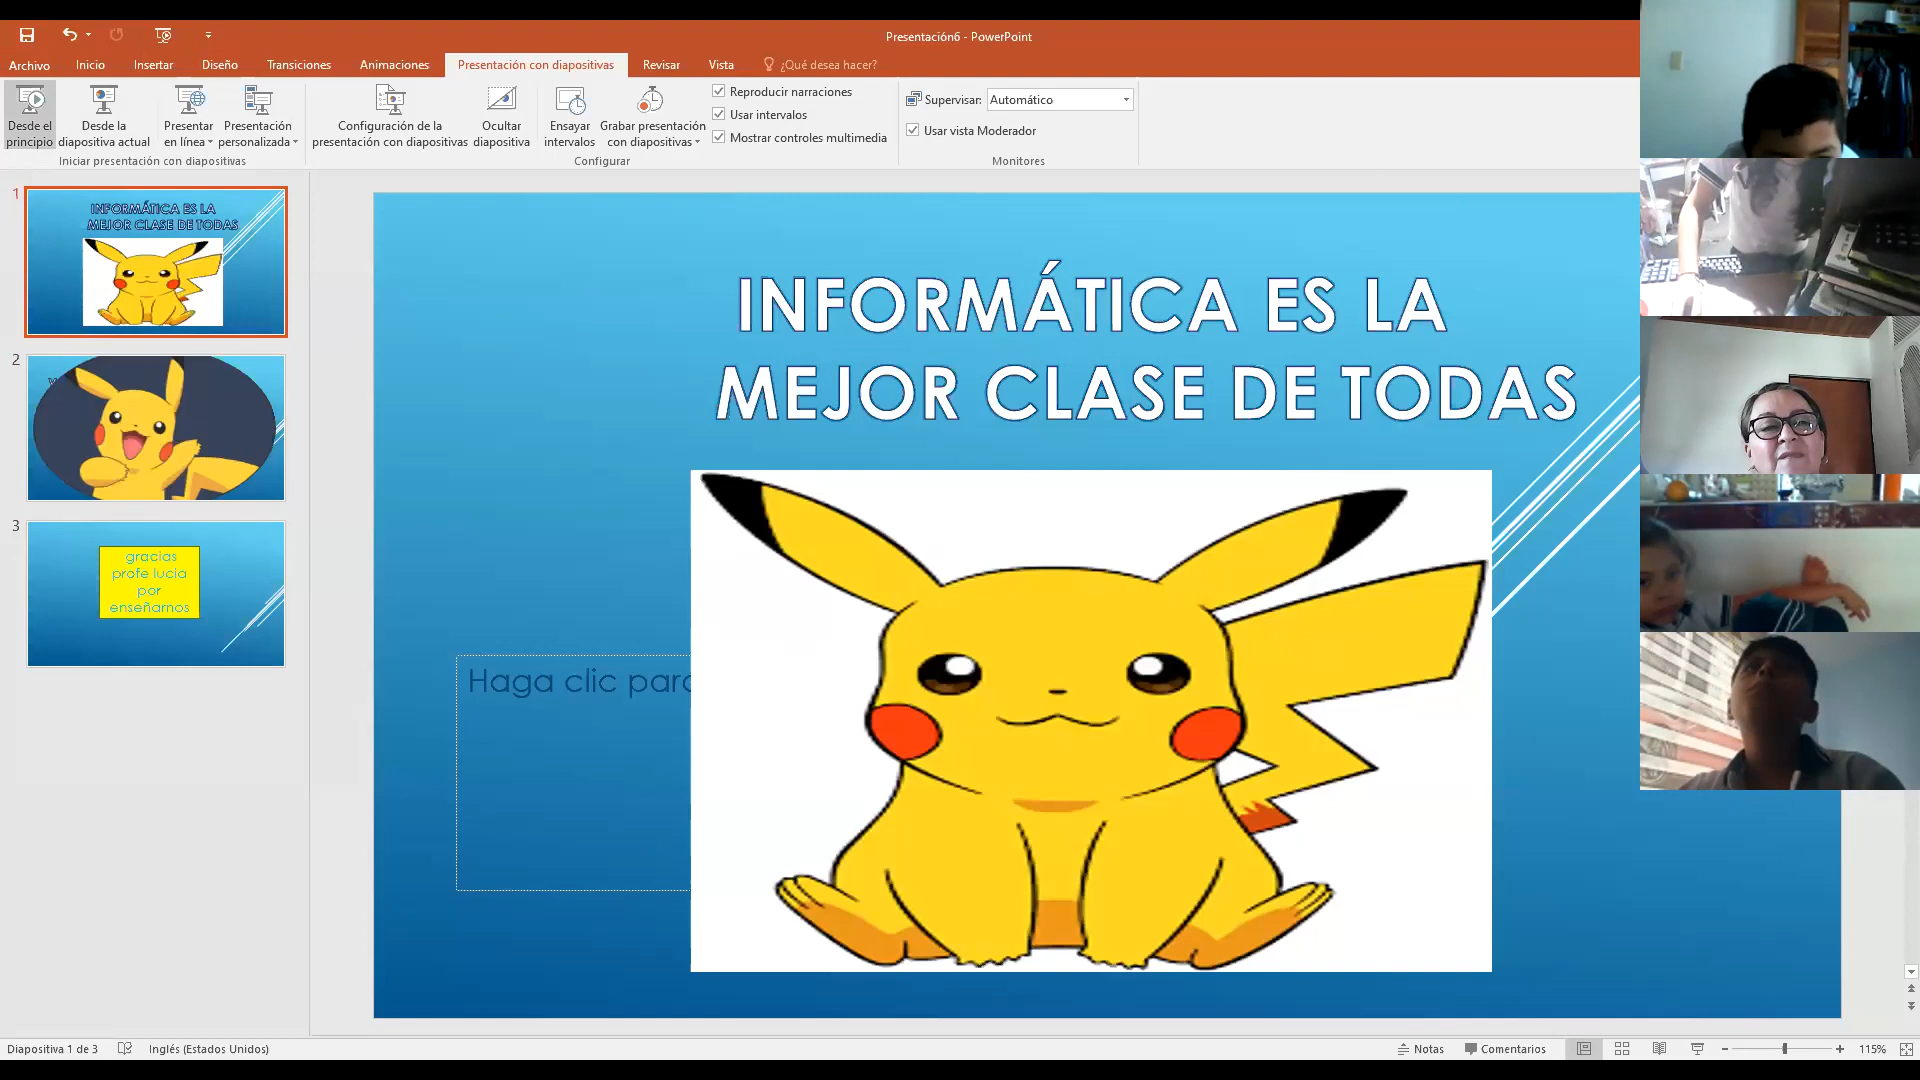 Presentación6 - PowerPoint
Archivo Inicio Insertar Diseño Transiciones Animaciones Presentación con diapositivas Revisar Vista ¿Qué desea hacer?
Desde el principio
Desde la diapositiva actual
Presentar en línea
Presentación personalizada
Iniciar presentación con diapositivas
Configuración de la presentación con diapositivas
Ocultar diapositiva
Ensayar intervalos
Grabar presentación con diapositivas
Reproducir narraciones
Usar intervalos
Mostrar controles multimedia
Configurar
Supervisar: Automático
Usar vista Moderador
Monitores
1
INFORMÁTICA ES LA
MEJOR CLASE DE TODAS
2
3
gracias
profe lucia
por
enseñarnos
INFORMÁTICA ES LA
MEJOR CLASE DE TODAS
Haga clic para
Diapositiva 1 de 3 Inglés (Estados Unidos) Notas Comentarios 115%